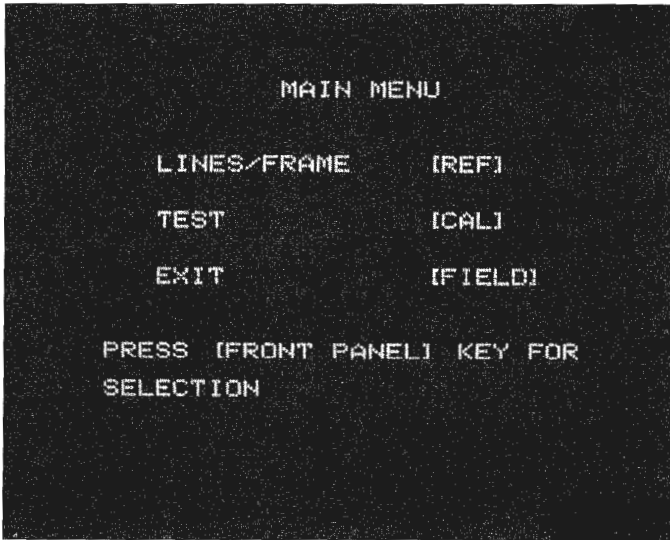 MAIN MENU
LINES/FRAME [REF]
TEST [CAL]
EXIT [FIELD]
PRESS [FRONT PANEL] KEY FOR
SELECTION